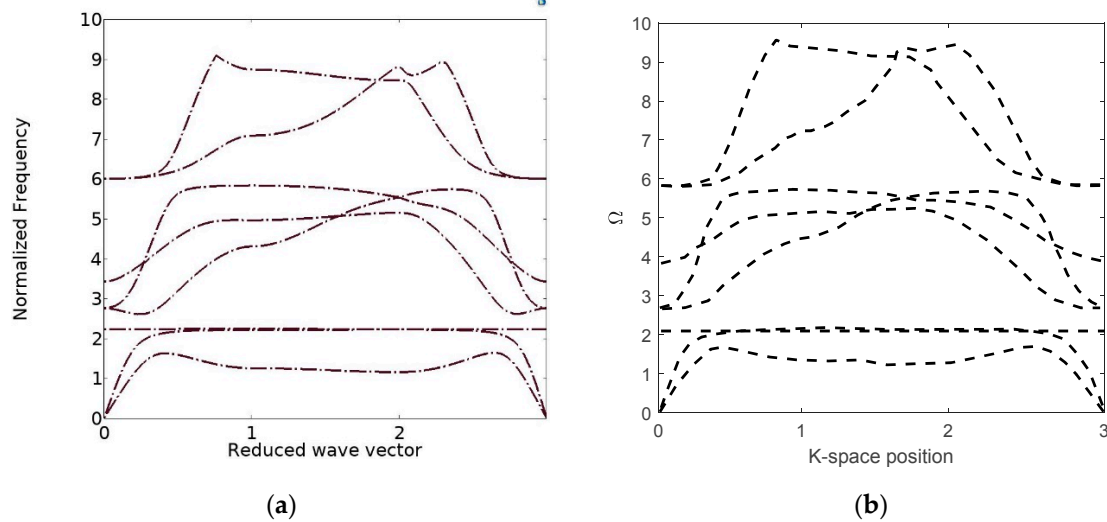 10
9
8
7
6
5
4
3
2
1
0
Normalized Frequency
0 1 2
Reduced wave vector
(a)
10
9
8
7
6
5
4
3
2
1
0
Ω
0 1 2 3
K-space position
(b)